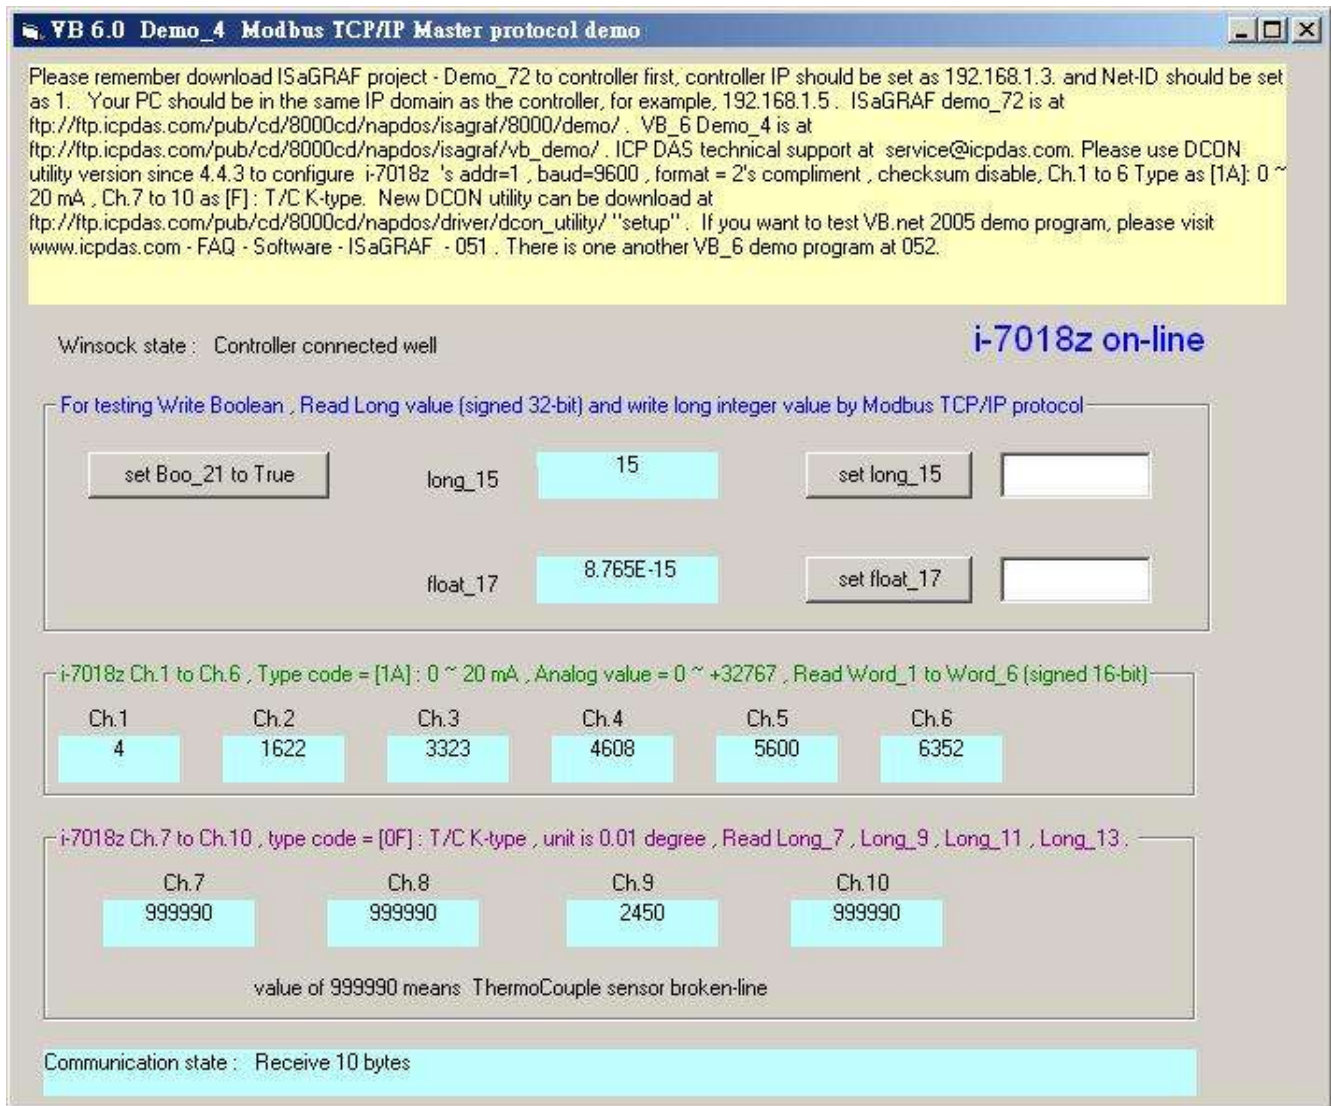 VB 6.0 Demo_4 Modbus TCP/IP Master protocol demo
Please remember download ISaGRAF project - Demo_72 to controller first, controller IP should be set as 192.168.1.3. and Net-ID should be set
as 1. Your PC should be in the same IP domain as the controller, for example, 192.168.1.5 . ISaGRAF demo_72 is at
ftp://ftp.icpdas.com/pub/cd/8000cd/napdos/isagraf/8000/demo/ . VB_6 Demo_4 is at
ftp://ftp.icpdas.com/pub/cd/8000cd/napdos/isagraf/vb_demo/ . ICP DAS technical support at service@icpdas.com. Please use DCON
utility version since 4.4.3 to configure i-7018z 's addr=1 , baud=9600 , format = 2's compliment , checksum disable, Ch.1 to 6 Type as [1A]: 0 ~
20 mA , Ch.7 to 10 as [F] : T/C K-type. New DCON utility can be download at
ftp://ftp.icpdas.com/pub/cd/8000cd/napdos/driver/dcon_utility/ "setup" . If you want to test VB.net 2005 demo program, please visit
www.icpdas.com - FAQ - Software - ISaGRAF - 051 . There is one another VB_6 demo program at 052.
Winsock state : Controller connected well
i-7018z on-line
For testing Write Boolean , Read Long value (signed 32-bit) and write long integer value by Modbus TCP/IP protocol
set Boo_21 to True long_15 15 set long_15
float_17 8.765E-15 set float_17
i-7018z Ch.1 to Ch.6 , Type code = [1A] : 0 ~ 20 mA , Analog value = 0 ~ +32767 , Read Word_1 to Word_6 (signed 16-bit)
Ch.1 Ch.2 Ch.3 Ch.4 Ch.5 Ch.6
4 1622 3323 4608 5600 6352
i-7018z Ch.7 to Ch.10 , type code = [0F] : T/C K-type , unit is 0.01 degree , Read Long_7 , Long_9 , Long_11 , Long_13 .
Ch.7 Ch.8 Ch.9 Ch.10
999990 999990 2450 999990
value of 999990 means ThermoCouple sensor broken-line
Communication state : Receive 10 bytes